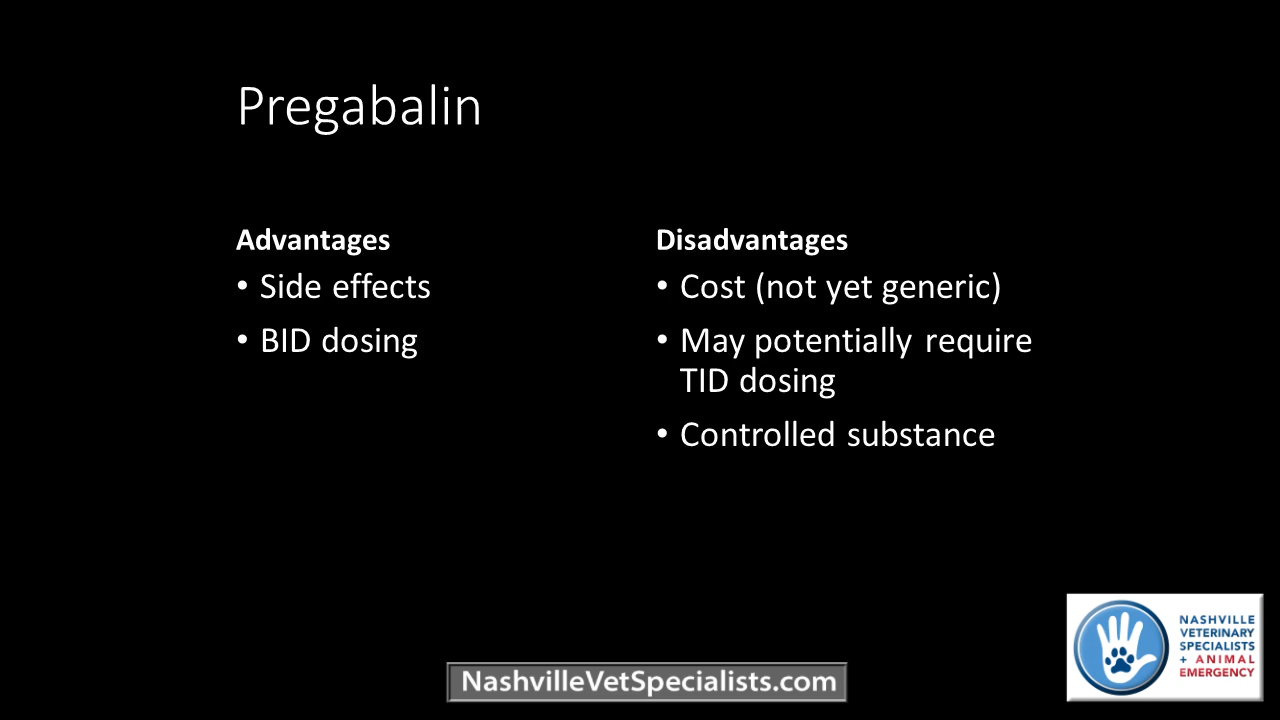 Pregabalin
Advantages
• Side effects
• BID dosing
Disadvantages
• Cost (not yet generic)
• May potentially require
TID dosing
• Controlled substance
NashvilleVetSpecialists.com
NASHVILLE
VETERINARY
SPECIALISTS
+ ANIMAL
EMERGENCY